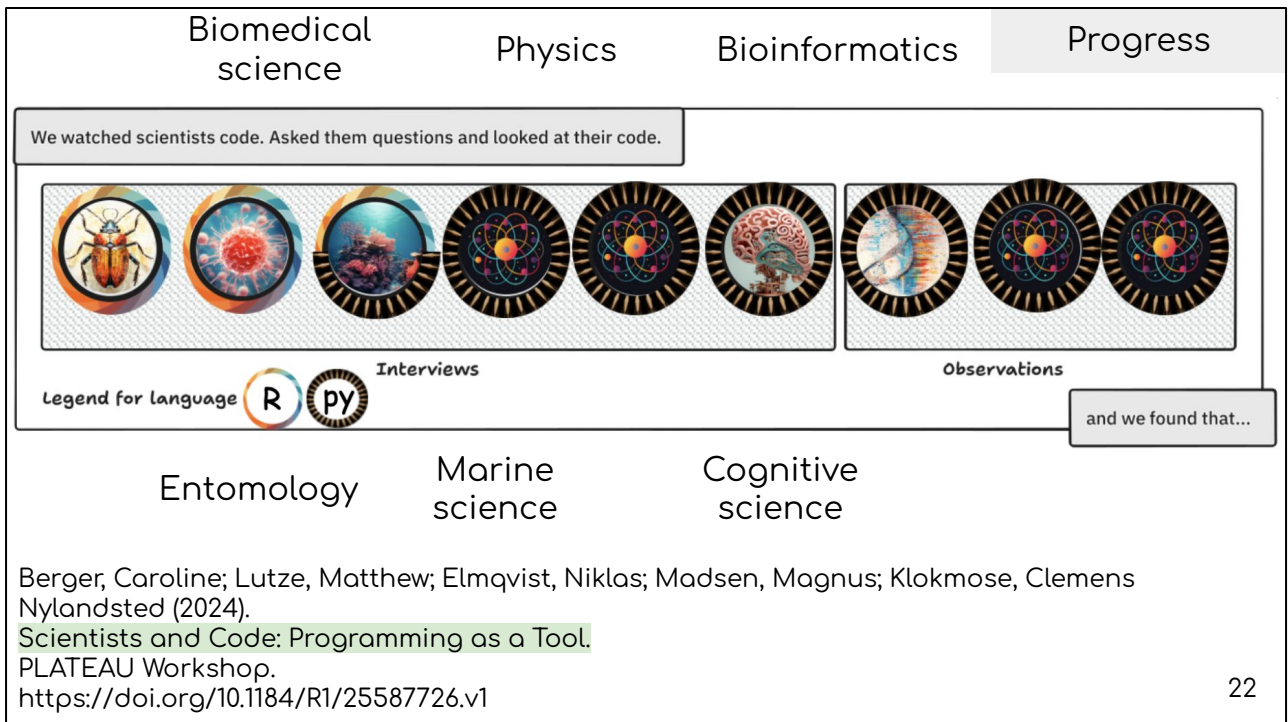 Biomedical
science
Physics
Bioinformatics
Progress
We watched scientists code. Asked them questions and looked at their code.
Interviews
Observations
Legend for language
R
py
and we found that...
Entomology
Marine
science
Cognitive
science
Berger, Caroline; Lutze, Matthew; Elmqvist, Niklas; Madsen, Magnus; Klokmose, Clemens
Nylandsted (2024).
Scientists and Code: Programming as a Tool.
PLATEAU Workshop.
https://doi.org/10.1184/R1/25587726.v1
22